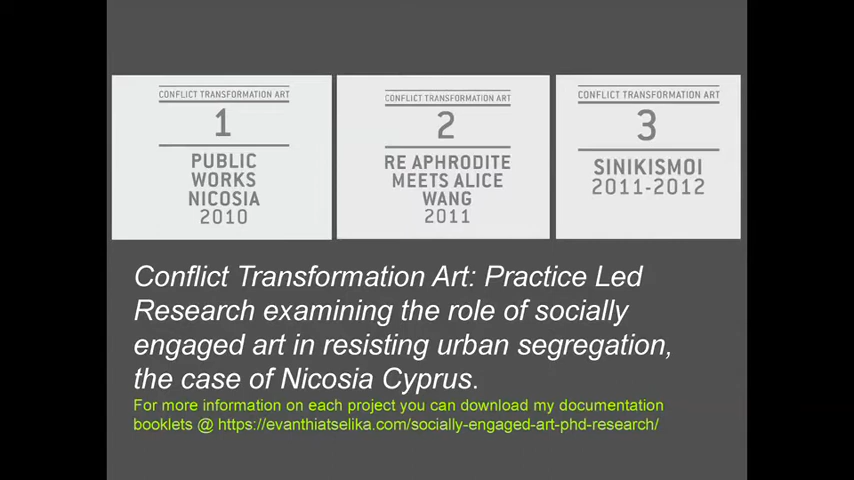 CONFLICT TRANSFORMATION ART
1
PUBLIC
WORKS
NICOSIA
2010
CONFLICT TRANSFORMATION ART
2
RE APHRODITE
MEETS ALICE
WANG
2011
CONFLICT TRANSFORMATION ART
3
SINIKISMOI
2011-2012
Conflict Transformation Art: Practice Led
Research examining the role of socially
engaged art in resisting urban segregation,
the case of Nicosia Cyprus.
For more information on each project you can download my documentation
booklets @ https://evanthiatselika.com/socially-engaged-art-phd-research/